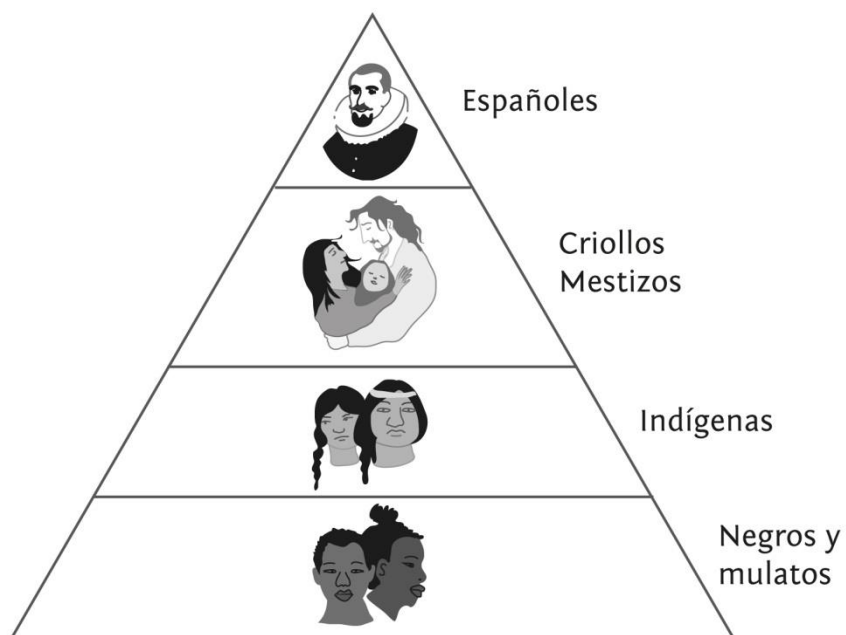 Españoles
Criollos
Mestizos
Indígenas
Negros y
mulatos